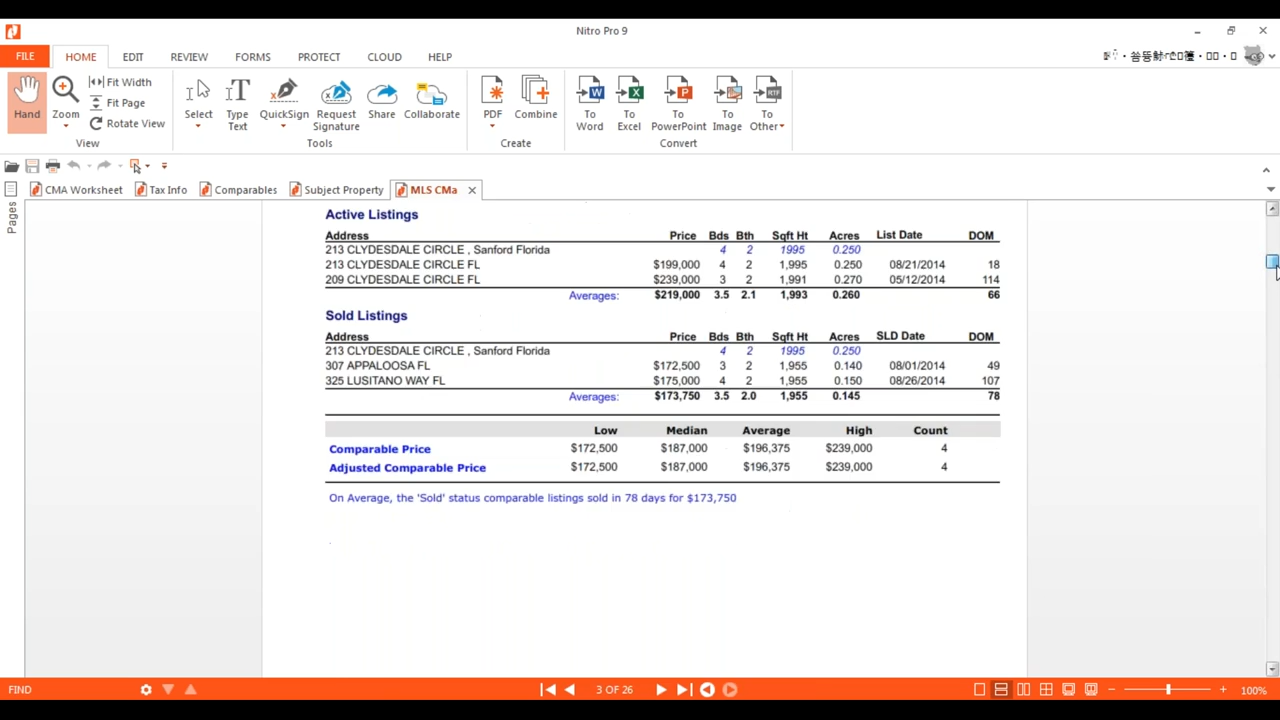 Nitro Pro 9
FILE HOME EDIT REVIEW FORMS PROTECT CLOUD HELP
Hand
Zoom
Fit Width
Fit Page
Rotate View
View
Select
Type Text
QuickSign
Request Signature
Share
Collaborate
Tools
PDF
Combine
Create
To Word
To Excel
To PowerPoint
To Image
To Other
Convert
CMA Worksheet Tax Info Comparables Subject Property MLS CMa
Pages
Active Listings
Address Price Bds Bth Sqft Ht Acres List Date DOM
213 CLYDESDALE CIRCLE , Sanford Florida 4 2 1995 0.250
213 CLYDESDALE CIRCLE FL $199,000 4 2 1,995 0.250 08/21/2014 18
209 CLYDESDALE CIRCLE FL $239,000 3 2 1,991 0.270 05/12/2014 114
Averages: $219,000 3.5 2.1 1,993 0.260 66
Sold Listings
Address Price Bds Bth Sqft Ht Acres SLD Date DOM
213 CLYDESDALE CIRCLE , Sanford Florida 4 2 1995 0.250
307 APPALOOSA FL $172,500 3 2 1,955 0.140 08/01/2014 49
325 LUSITANO WAY FL $175,000 4 2 1,955 0.150 08/26/2014 107
Averages: $173,750 3.5 2.0 1,955 0.145 78
Low Median Average High Count
Comparable Price $172,500 $187,000 $196,375 $239,000 4
Adjusted Comparable Price $172,500 $187,000 $196,375 $239,000 4
On Average, the 'Sold' status comparable listings sold in 78 days for $173,750
FIND 3 OF 26 100%